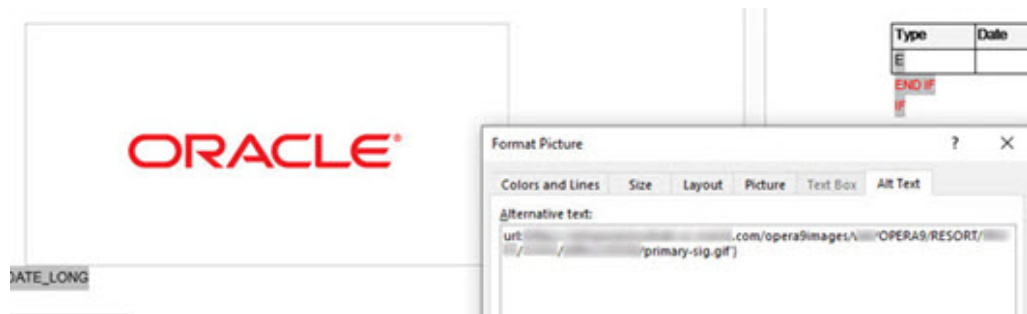 Type Date
E
END IF
IF
ORACLE®
Format Picture ? ×
Colors and Lines Size Layout Picture Text Box Alt Text
Alternative text:
url: .com/opera9images/ /OPERA9/RESORT/
/ / /primary-sig.gif'}
DATE_LONG